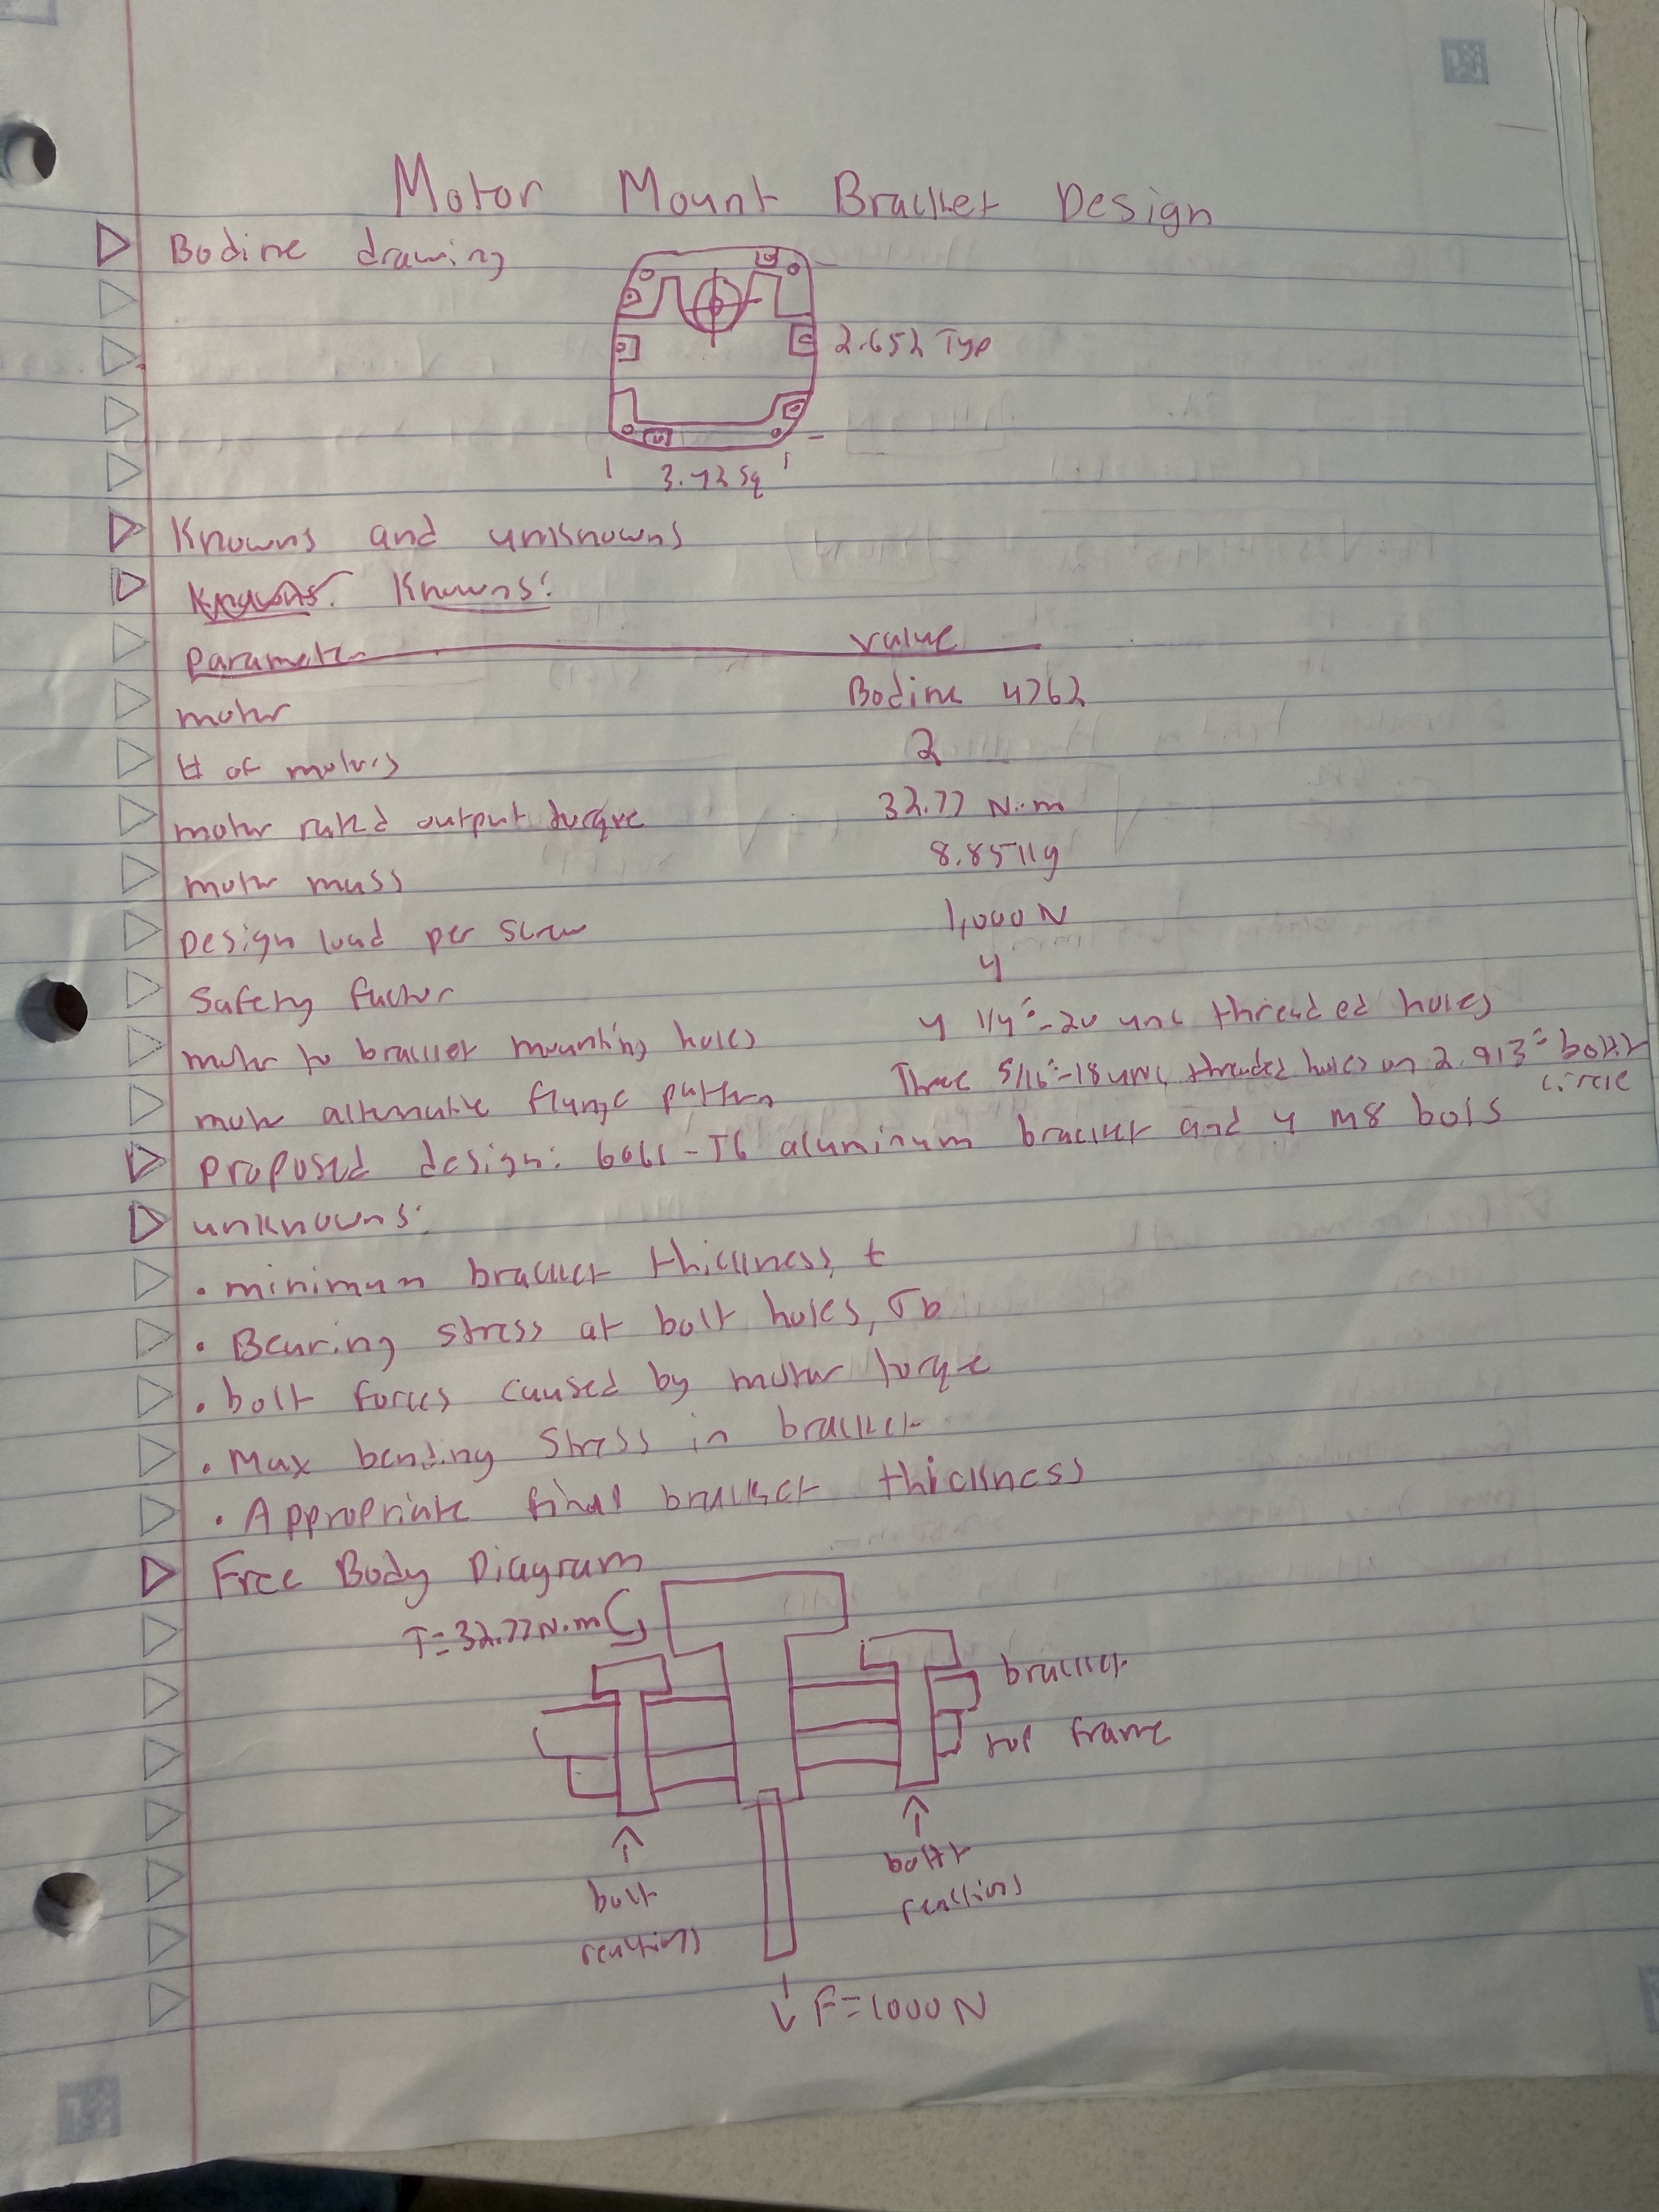 Motor Mount Bracket Design
Bodine drawing
2.652 Typ
3.42 Sq
Knowns and unknowns
Knowns: Knowns:
Parameter value
motor Bodine 4762
# of motors 2
motor rated output torque 32.77 N·m
motor mass 8.85 kg
Design load per screw 1,000 N
Safety factor 4
motor to bracket mounting holes 4 1/4"-20 unc threaded holes
motor alternative flange pattern Three 5/16"-18 unc threaded holes on 2.913" bolt
circle
proposed design: 6061-T6 aluminum bracket and 4 m8 bolts
unknowns:
• minimum bracket thickness, t
• Bearing stress at bolt holes, σb
• bolt forces caused by motor torque
• Max bending stress in bracket
• Appropriate final bracket thickness
Free Body Diagram
T=32.77N·m
bracket
top frame
bolt
reactions
bolt
reactions
F=1000N